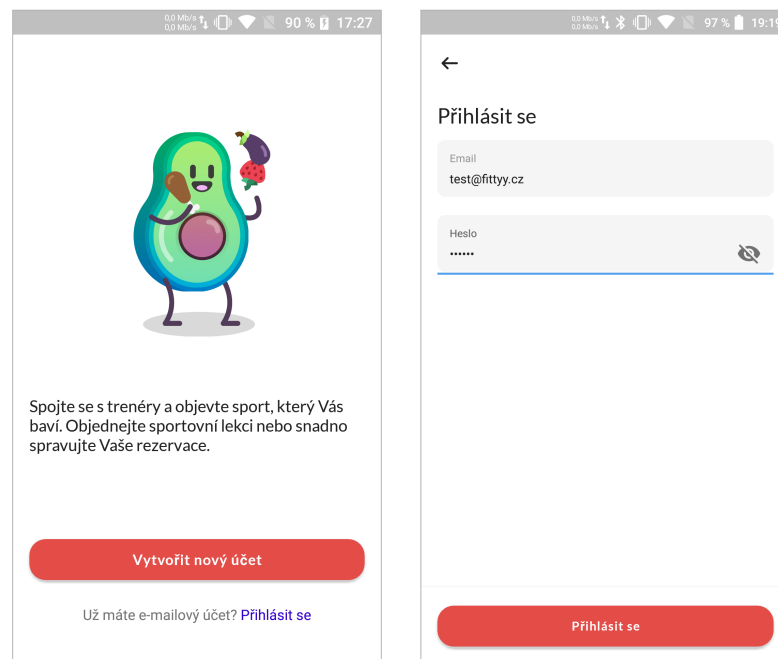 0,0 Mb/s
0,0 Mb/s
90 % 17:27
Spojte se s trenéry a objevte sport, který Vás
baví. Objednejte sportovní lekci nebo snadno
spravujte Vaše rezervace.
Vytvořit nový účet
Už máte e-mailový účet? Přihlásit se
0,0 Mb/s
0,0 Mb/s
97 % 19:19
Přihlásit se
Email
test@fittyy.cz
Heslo
••••••
Přihlásit se